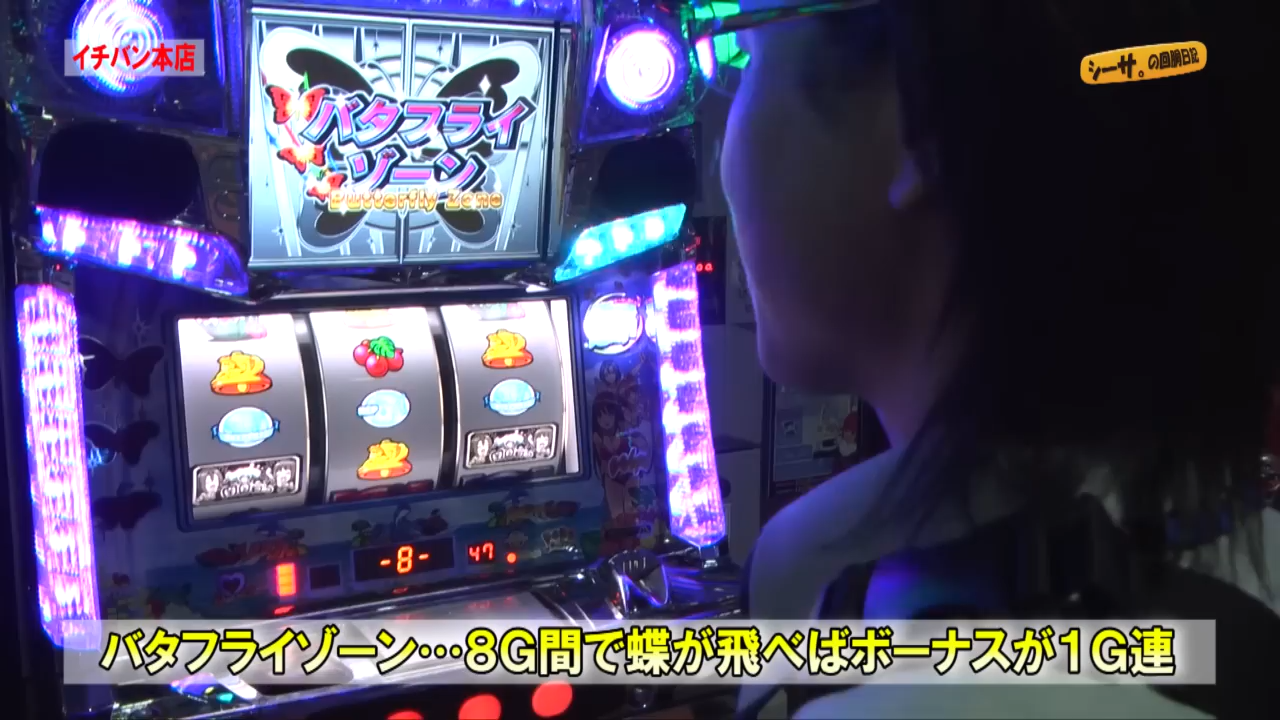 イチバン本店
シーサ。の回胴日記
バタフライ
ゾーン
Butterfly Zone
-8-
47
バタフライゾーン…8G間で蝶が飛べばボーナスが1G連